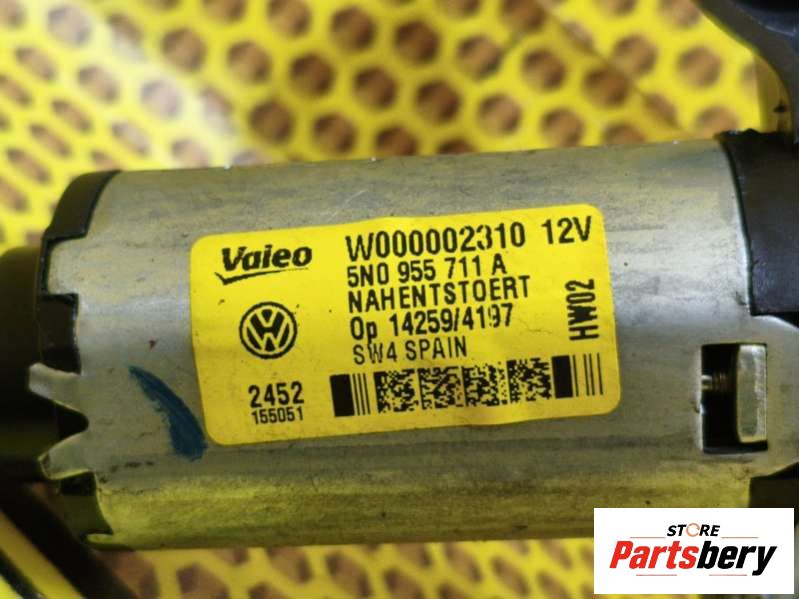 Valeo W000002310 12V
5N0 955 711 A
NAHENTSTOERT
Op 14259/4197
SW4 SPAIN
HW02
2452
155051
STORE
Partsbery